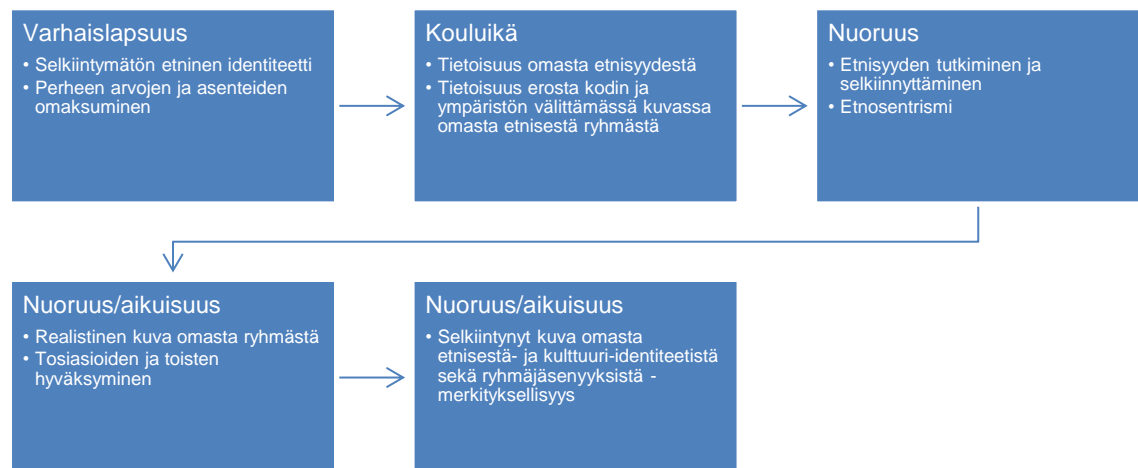 Varhaislapsuus
• Selkiintymätön etninen identiteetti
• Perheen arvojen ja asenteiden
omaksuminen
Kouluikä
• Tietoisuus omasta etnisyydestä
• Tietoisuus erosta kodin ja
ympäristön välittämässä kuvassa
omasta etnisestä ryhmästä
Nuoruus
• Etnisyyden tutkiminen ja
selkiinnyttäminen
• Etnosentrismi
Nuoruus/aikuisuus
• Realistinen kuva omasta ryhmästä
• Tosiasioiden ja toisten
hyväksyminen
Nuoruus/aikuisuus
• Selkiintynyt kuva omasta
etnisestä- ja kulttuuri-identiteetistä
sekä ryhmäjäsenyyksistä -
merkityksellisyys